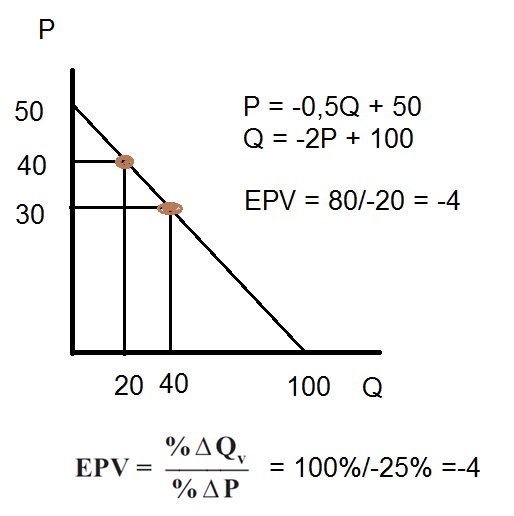 P
50
40
30
P = -0,5Q + 50
Q = -2P + 100
EPV = 80/-20 = -4
20 40 100 Q
EPV = %ΔQv / %ΔP = 100%/-25% =-4